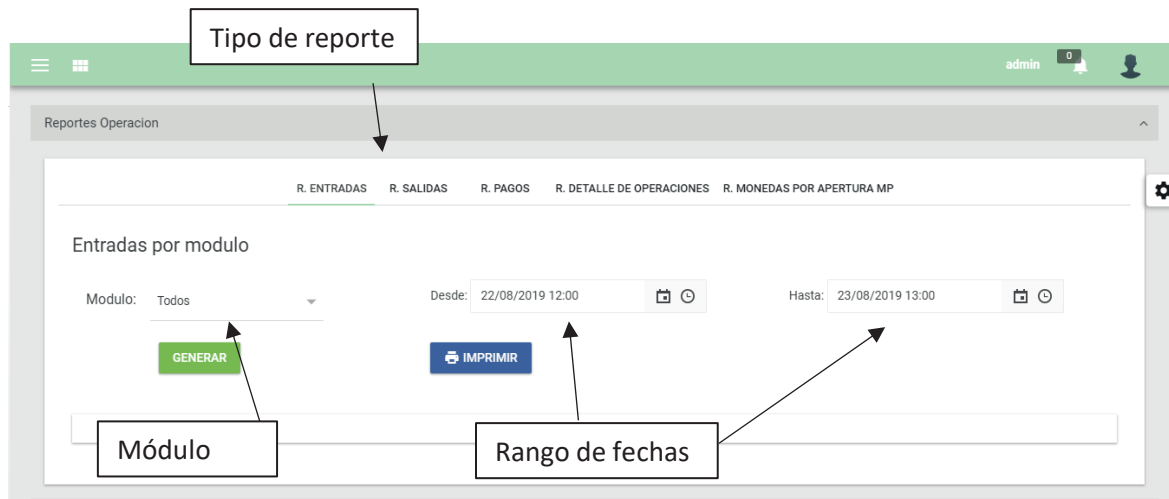 Tipo de reporte
admin 0
Reportes Operacion
R. ENTRADAS R. SALIDAS R. PAGOS R. DETALLE DE OPERACIONES R. MONEDAS POR APERTURA MP
Entradas por modulo
Modulo: Todos Desde: 22/08/2019 12:00 Hasta: 23/08/2019 13:00
GENERAR IMPRIMIR
Módulo Rango de fechas